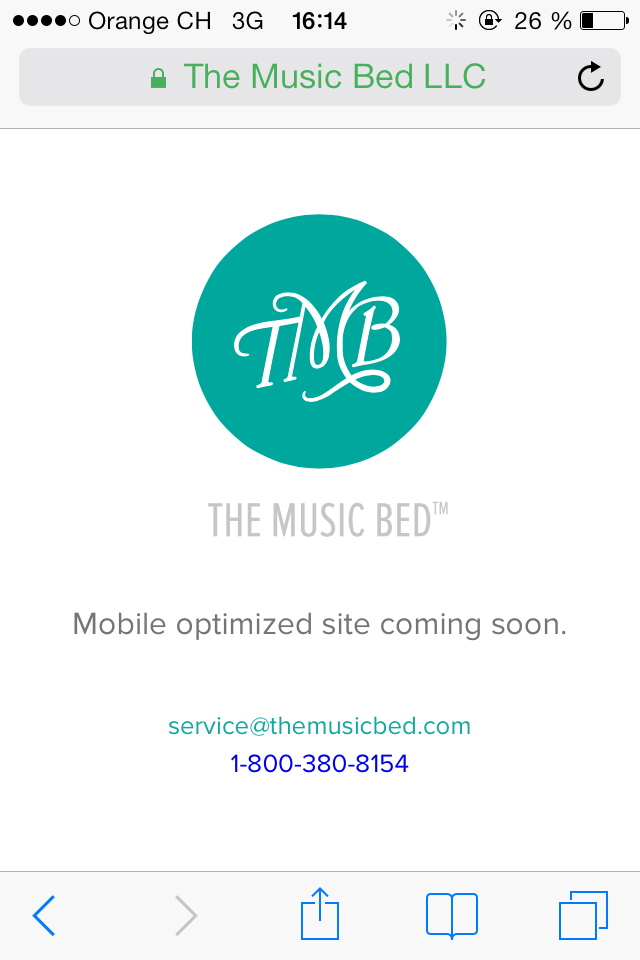 Orange CH 3G 16:14 26 %
The Music Bed LLC
TMB
THE MUSIC BED™
Mobile optimized site coming soon.
service@themusicbed.com
1-800-380-8154